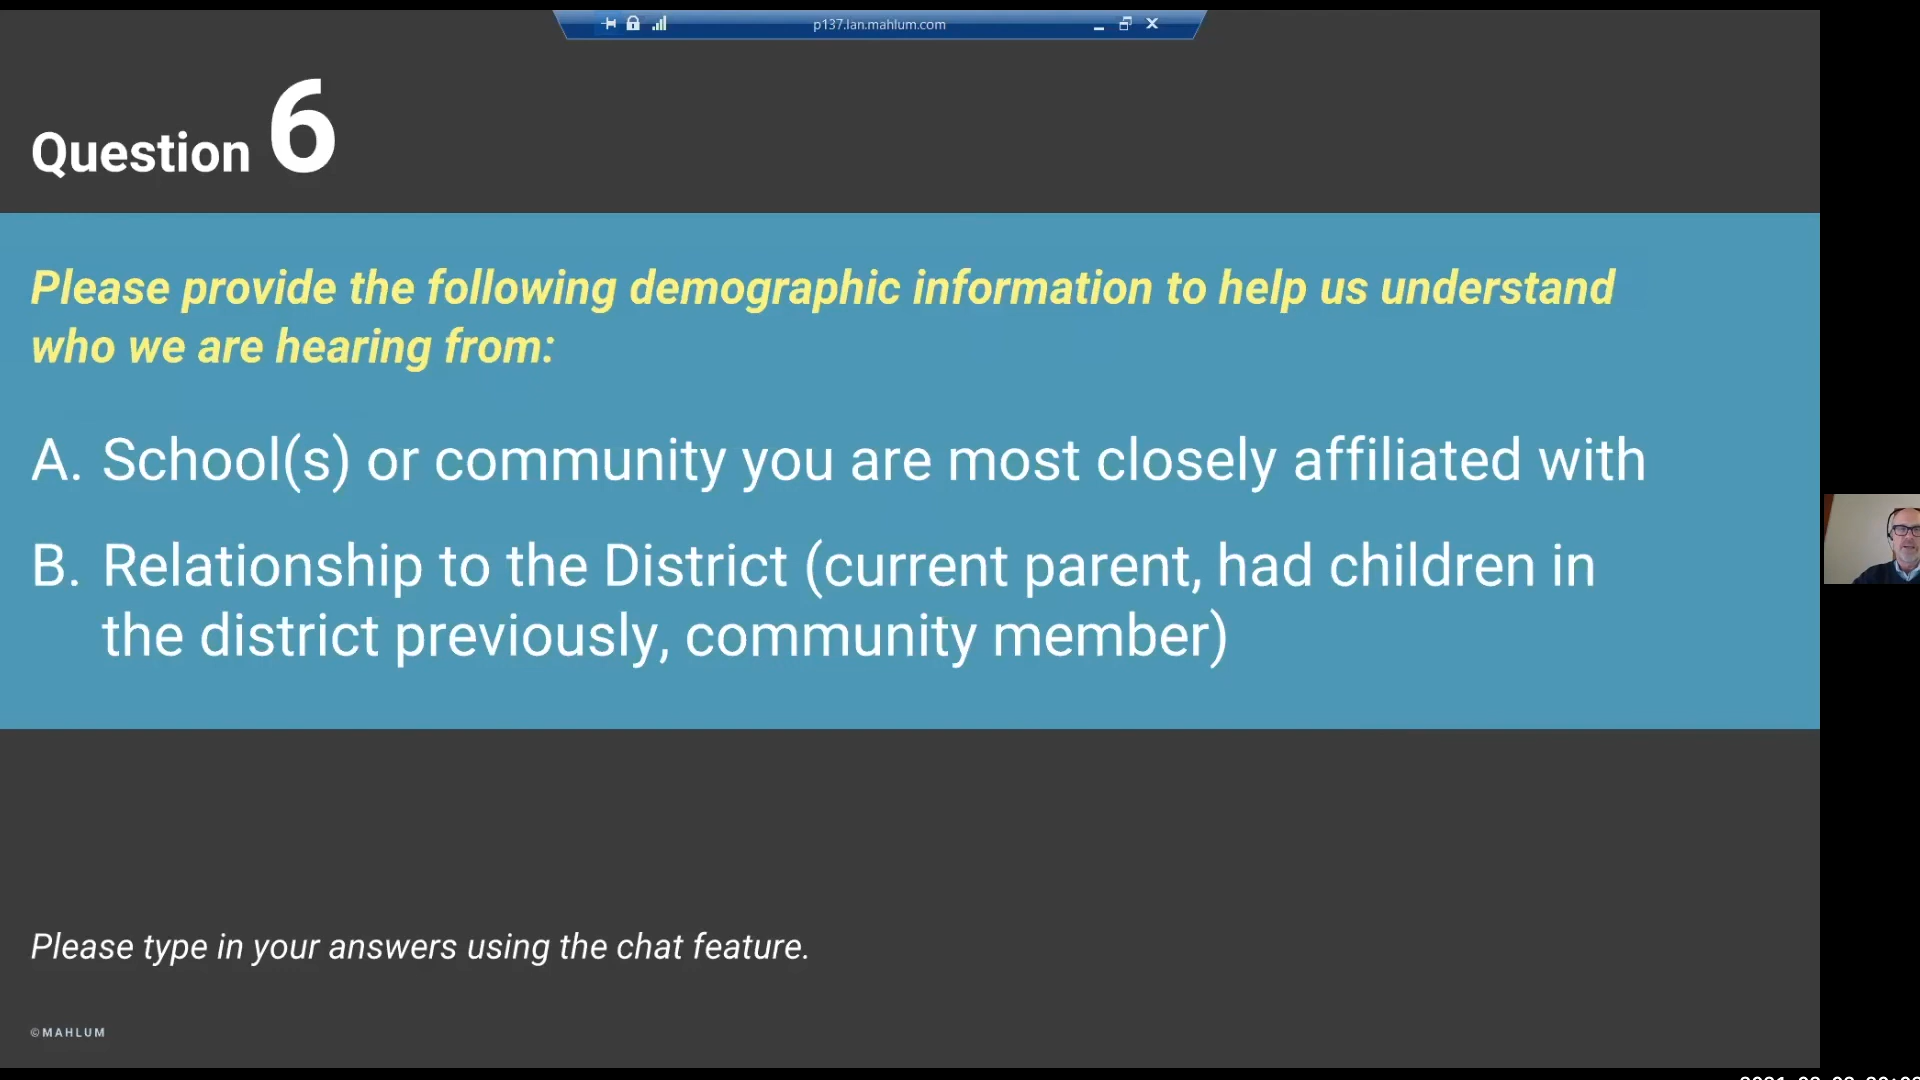 p137.lan.mahlum.com
Question 6
Please provide the following demographic information to help us understand
who we are hearing from:
A. School(s) or community you are most closely affiliated with
B. Relationship to the District (current parent, had children in
the district previously, community member)
Please type in your answers using the chat feature.
©MAHLUM